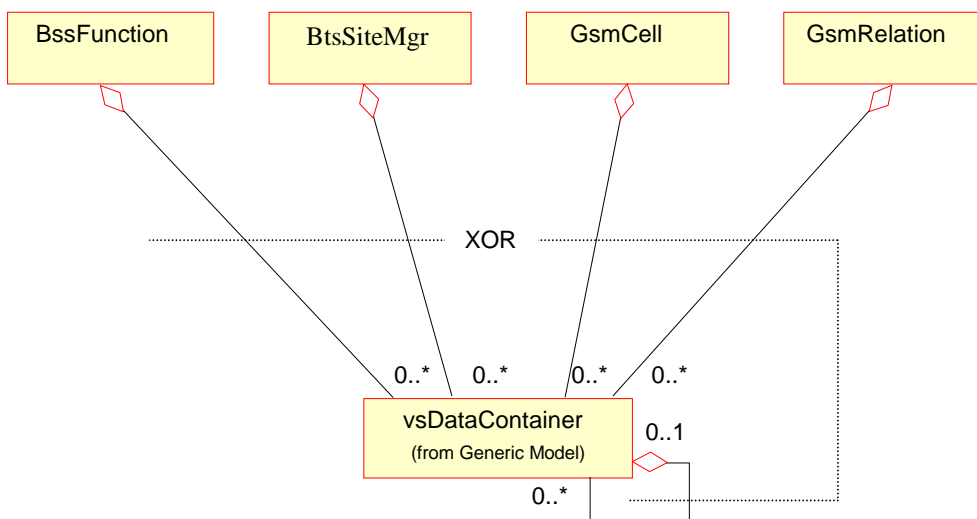 BssFunction
BtsSiteMgr
GsmCell
GsmRelation
XOR
0..*
0..*
0..*
0..*
vsDataContainer
(from Generic Model)
0..1
0..*